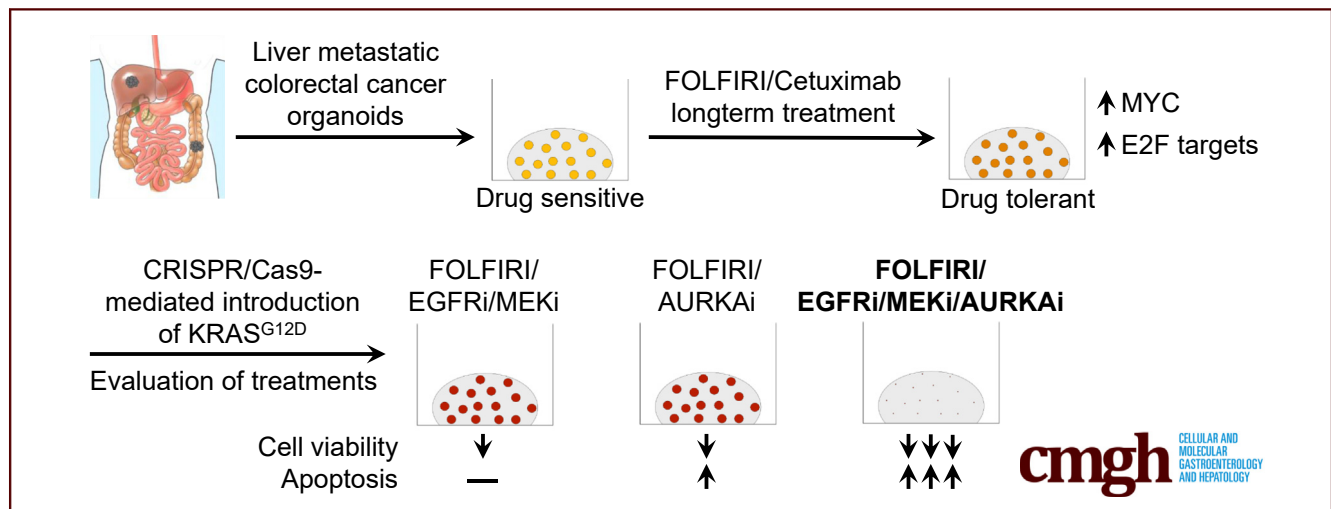 Liver metastatic
colorectal cancer
organoids
Drug sensitive
FOLFIRI/Cetuximab
longterm treatment
Drug tolerant
MYC
E2F targets
CRISPR/Cas9-
mediated introduction
of KRASG12D
Evaluation of treatments
FOLFIRI/
EGFRi/MEKi
FOLFIRI/
AURKAi
FOLFIRI/
EGFRi/MEKi/AURKAi
Cell viability
Apoptosis
cmgh
CELLULAR AND
MOLECULAR
GASTROENTEROLOGY
AND HEPATOLOGY